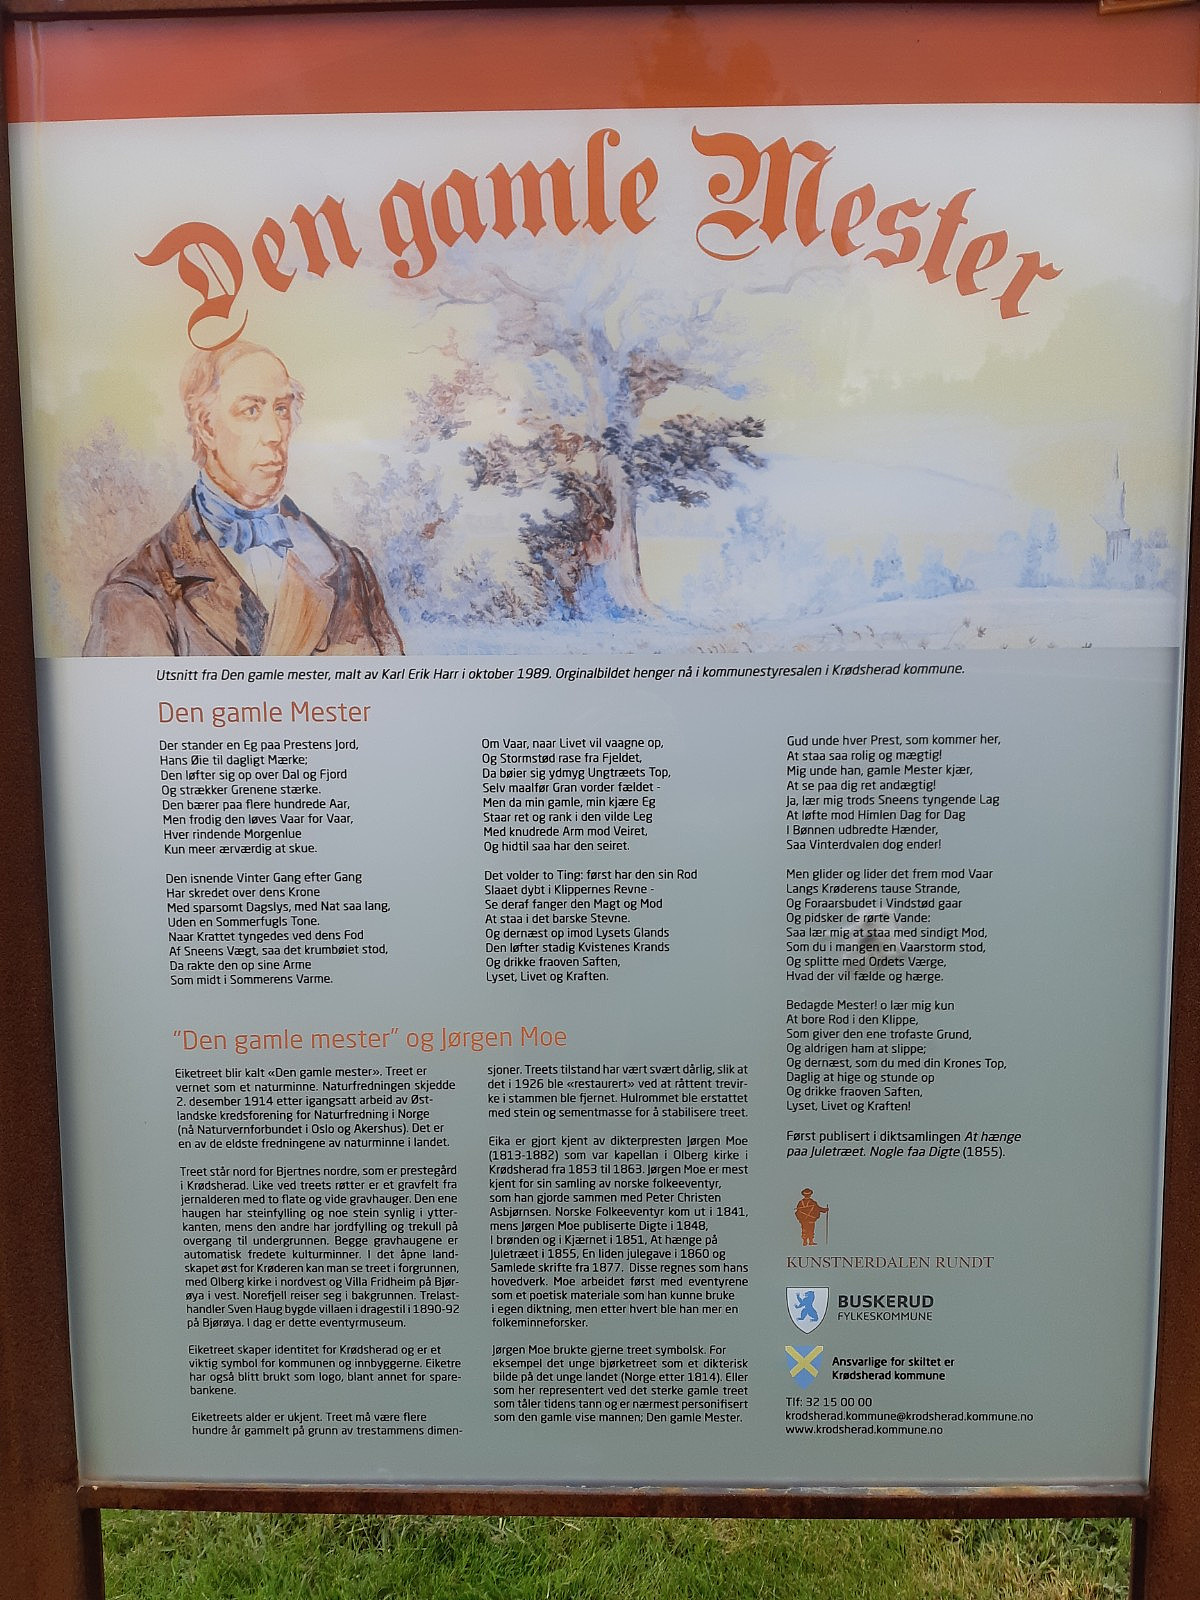 Den gamle Mester
Utsnitt fra Den gamle mester, malt av Karl Erik Harr i oktober 1989. Orginalbildet henger nå i kommunestyresalen i Krødsherad kommune.
Den gamle Mester
Der stander en Eg paa Prestens Jord,
Hans Øie til dagligt Mærke;
Den løfter sig op over Dal og Fjord
Og strækker Grenene stærke.
Den bærer paa flere hundrede Aar,
Men frodig den løves Vaar for Vaar,
Hver rindende Morgenlue
Kun meer ærværdig at skue.
Den isnende Vinter Gang efter Gang
Har skredet over dens Krone
Med sparsomt Dagslys, med Nat saa lang,
Uden en Sommerfugls Tone.
Naar Krattet tyngedes ved dens Fod
Af Sneens Vægt, saa det krumbøiet stod,
Da rakte den op sine Arme
Som midt i Sommerens Varme.
Om Vaar, naar Livet vil vaagne op,
Og Stormstød rase fra Fjeldet,
Da bøier sig ydmyg Ungtræets Top,
Selv maalfør Gran vorder fældet -
Men da min gamle, min kjære Eg
Staar ret og rank i den vilde Leg
Med knudrede Arm mod Veiret,
Og hidtil saa har den seiret.
Det volder to Ting: først har den sin Rod
Slaaet dybt i Klippernes Revne -
Se deraf fanger den Magt og Mod
At staa i det barske Stevne.
Og dernæst op imod Lysets Glands
Den løfter stadig Kvistenes Krands
Og drikke fraoven Saften,
Lyset, Livet og Kraften.
Gud unde hver Prest, som kommer her,
At staa saa rolig og mægtig!
Mig unde han, gamle Mester kjær,
At se paa dig ret andægtig!
Ja, lær mig trods Sneens tyngende Lag
At løfte mod Himlen Dag for Dag
I Bønnen udbredte Hænder,
Saa Vinterdvalen dog ender!
Men glider og lider det frem mod Vaar
Langs Krøderens tause Strande,
Og Foraarsbudet i Vindstød gaar
Og pidsker de rørte Vande:
Saa lær mig at staa med sindigt Mod,
Som du i mangen en Vaarstorm stod,
Og splitte med Ordets Værge,
Hvad der vil fælde og hærge.
Bedagde Mester! o lær mig kun
At bore Rod i den Klippe,
Som giver den ene trofaste Grund,
Og aldrigen ham at slippe;
Og dernæst, som du med din Krones Top,
Daglig at hige og stunde op
Og drikke fraoven Saften,
Lyset, Livet og Kraften!
Først publisert i diktsamlingen At hænge
paa Juletræet. Nogle faa Digte (1855).
"Den gamle mester" og Jørgen Moe
Eiketreet blir kalt «Den gamle mester». Treet er
vernet som et naturminne. Naturfredningen skjedde
2. desember 1914 etter igangsatt arbeid av Øst-
landske kredsforening for Naturfredning i Norge
(nå Naturvernforbundet i Oslo og Akershus). Det er
en av de eldste fredningene av naturminne i landet.
Treet står nord for Bjertnes nordre, som er prestegård
i Krødsherad. Like ved treets røtter er et gravfelt fra
jernalderen med to flate og vide gravhauger. Den ene
haugen har steinfylling og noe stein synlig i ytter-
kanten, mens den andre har jordfylling og trekull på
overgang til undergrunnen. Begge gravhaugene er
automatisk fredete kulturminner. I det åpne land-
skapet øst for Krøderen kan man se treet i forgrunnen,
med Olberg kirke i nordvest og Villa Fridheim på Bjør-
øya i vest. Norefjell reiser seg i bakgrunnen. Trelast-
handler Sven Haug bygde villaen i dragestil i 1890-92
på Bjørøya. I dag er dette eventyrmuseum.
Eiketreet skaper identitet for Krødsherad og er et
viktig symbol for kommunen og innbyggerne. Eiketre
har også blitt brukt som logo, blant annet for spare-
bankene.
Eiketreets alder er ukjent. Treet må være flere
hundre år gammelt på grunn av trestammens dimen-
sjoner. Treets tilstand har vært svært dårlig, slik at
det i 1926 ble «restaurert» ved at råttent trevir-
ke i stammen ble fjernet. Hulrommet ble erstattet
med stein og sementmasse for å stabilisere treet.
Eika er gjort kjent av dikterpresten Jørgen Moe
(1813-1882) som var kapellan i Olberg kirke i
Krødsherad fra 1853 til 1863. Jørgen Moe er mest
kjent for sin samling av norske folkeeventyr,
som han gjorde sammen med Peter Christen
Asbjørnsen. Norske Folkeeventyr kom ut i 1841,
mens Jørgen Moe publiserte Digte i 1848,
I brønden og i Kjærnet i 1851, At hænge på
Juletræet i 1855, En liden julegave i 1860 og
Samlede skrifte fra 1877. Disse regnes som hans
hovedverk. Moe arbeidet først med eventyrene
som et poetisk materiale som han kunne bruke
i egen diktning, men etter hvert ble han mer en
folkeminneforsker.
Jørgen Moe brukte gjerne treet symbolsk. For
eksempel det unge bjørketreet som et dikterisk
bilde på det unge landet (Norge etter 1814). Eller
som her representert ved det sterke gamle treet
som tåler tidens tann og er nærmest personifisert
som den gamle vise mannen; Den gamle Mester.
KUNSTNERDALEN RUNDT
BUSKERUD
FYLKESKOMMUNE
Ansvarlige for skiltet er
Krødsherad kommune
Tlf: 32 15 00 00
krodsherad.kommune@krodsherad.kommune.no
www.krodsherad.kommune.no